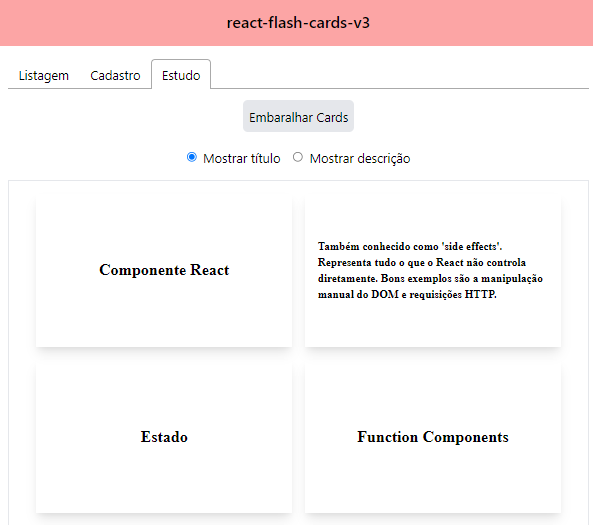 react-flash-cards-v3
Listagem Cadastro Estudo
Embaralhar Cards
Mostrar título Mostrar descrição
Componente React
Também conhecido como 'side effects'.
Representa tudo o que o React não controla
diretamente. Bons exemplos são a manipulação
manual do DOM e requisições HTTP.
Estado
Function Components